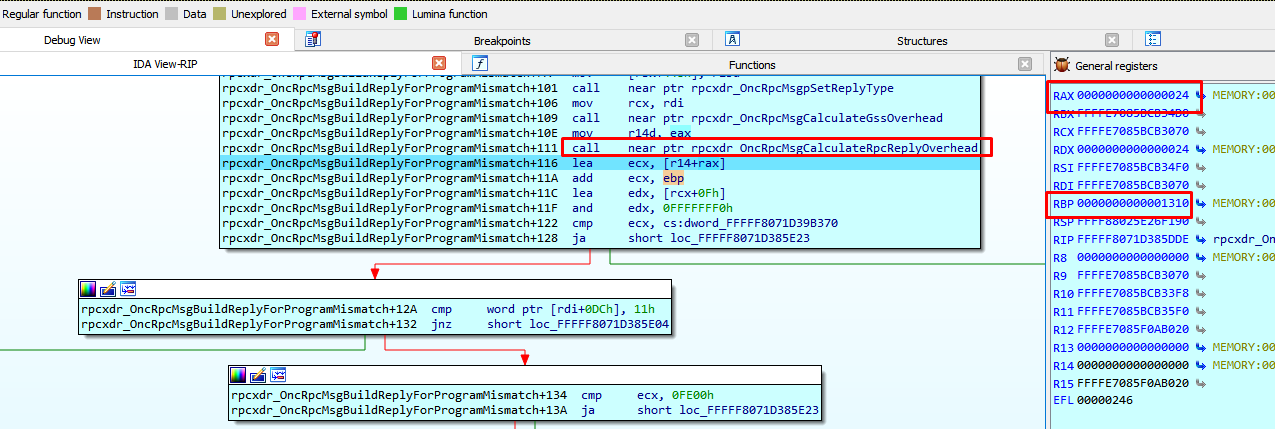 Regular function Instruction Data Unexplored External symbol Lumina function
Debug View Breakpoints Structures
IDA View-RIP Functions General registers
rpcxdr_OncRpcMsgBuildReplyForProgramMismatch+101 call near ptr rpcxdr_OncRpcMsgpSetReplyType
rpcxdr_OncRpcMsgBuildReplyForProgramMismatch+106 mov rcx, rdi
rpcxdr_OncRpcMsgBuildReplyForProgramMismatch+109 call near ptr rpcxdr_OncRpcMsgCalculateGssOverhead
rpcxdr_OncRpcMsgBuildReplyForProgramMismatch+10E mov r14d, eax
rpcxdr_OncRpcMsgBuildReplyForProgramMismatch+111 call near ptr rpcxdr_OncRpcMsgCalculateRpcReplyOverhead
rpcxdr_OncRpcMsgBuildReplyForProgramMismatch+116 lea ecx, [r14+rax]
rpcxdr_OncRpcMsgBuildReplyForProgramMismatch+11A add ecx, ebp
rpcxdr_OncRpcMsgBuildReplyForProgramMismatch+11C lea edx, [rcx+0Fh]
rpcxdr_OncRpcMsgBuildReplyForProgramMismatch+11F and edx, 0FFFFFFF0h
rpcxdr_OncRpcMsgBuildReplyForProgramMismatch+122 cmp ecx, cs:dword_FFFFF8071D39B370
rpcxdr_OncRpcMsgBuildReplyForProgramMismatch+128 ja short loc_FFFFF8071D385E23
rpcxdr_OncRpcMsgBuildReplyForProgramMismatch+12A cmp word ptr [rdi+0DCh], 11h
rpcxdr_OncRpcMsgBuildReplyForProgramMismatch+132 jnz short loc_FFFFF8071D385E04
rpcxdr_OncRpcMsgBuildReplyForProgramMismatch+134 cmp ecx, 0FE00h
rpcxdr_OncRpcMsgBuildReplyForProgramMismatch+13A ja short loc_FFFFF8071D385E23
RAX 0000000000000024 MEMORY:00
RCX FFFFE7085BCB3070
RDX 0000000000000024 MEMORY:00
RSI FFFFE7085BCB34F0
RDI FFFFE7085BCB3070
RBP 0000000000001310 MEMORY:00
RIP FFFFF8071D385DDE rpcxdr_On
R8 0000000000000000 MEMORY:00
R9 FFFFE7085BCB3070
R10 FFFFE7085BCB33F8
R11 FFFFE7085BCB35F0
R12 FFFFE7085F0AB020
R13 0000000000000000 MEMORY:00
R14 0000000000000000 MEMORY:00
R15 FFFFE7085F0AB020
EFL 00000246